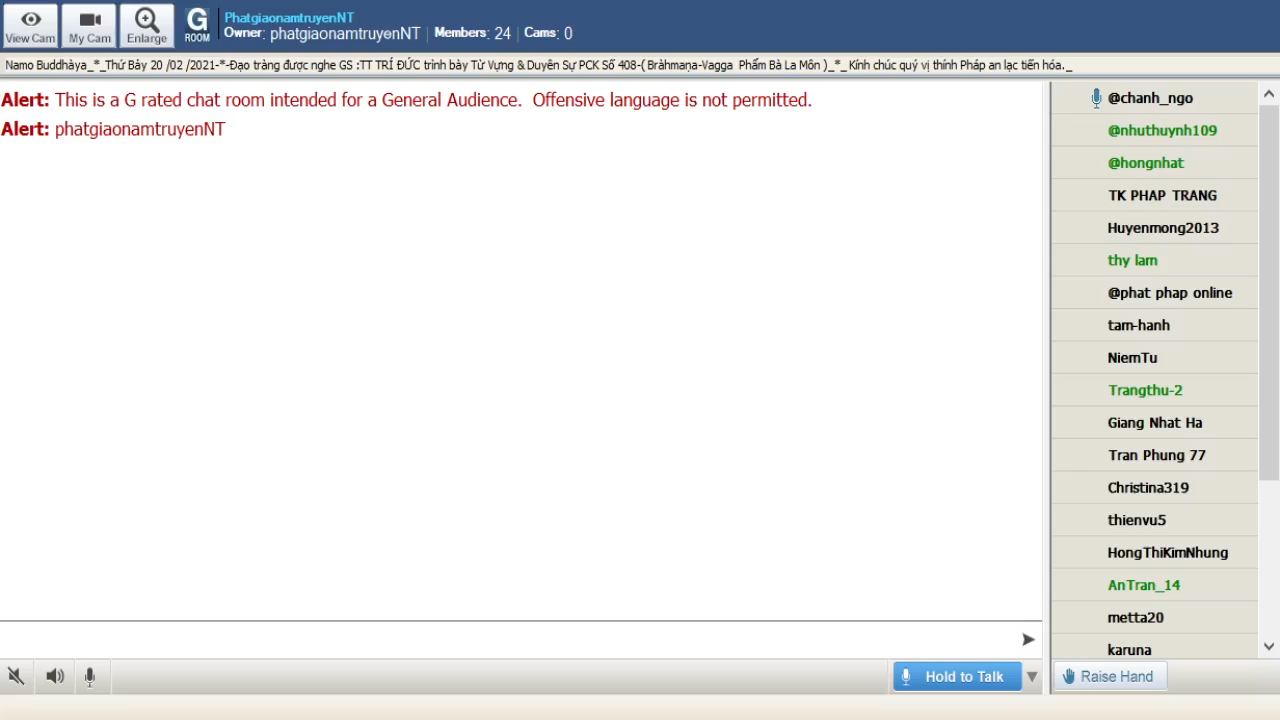 View Cam
My Cam
Enlarge
G
ROOM
PhatgiaonamtruyenNT
Owner: phatgiaonamtruyenNT | Members: 24 | Cams: 0
Namo Buddhàya_*_Thứ Bảy 20 /02 /2021-*-Đạo tràng được nghe GS :TT TRÍ ĐỨC trình bày Từ Vựng & Duyên Sự PCK Số 408-( Bràhmaṇa-Vagga Phẩm Bà La Môn )_*_ Kính chúc quý vị thính Pháp an lạc tiến hóa._
Alert: This is a G rated chat room intended for a General Audience. Offensive language is not permitted.
Alert: phatgiaonamtruyenNT
@chanh_ngo
@nhuthuynh109
@hongnhat
TK PHAP TRANG
Huyenmong2013
thy lam
@phat phap online
tam-hanh
NiemTu
Trangthu-2
Giang Nhat Ha
Tran Phung 77
Christina319
thienvu5
HongThiKimNhung
AnTran_14
metta20
karuna
Hold to Talk
Raise Hand